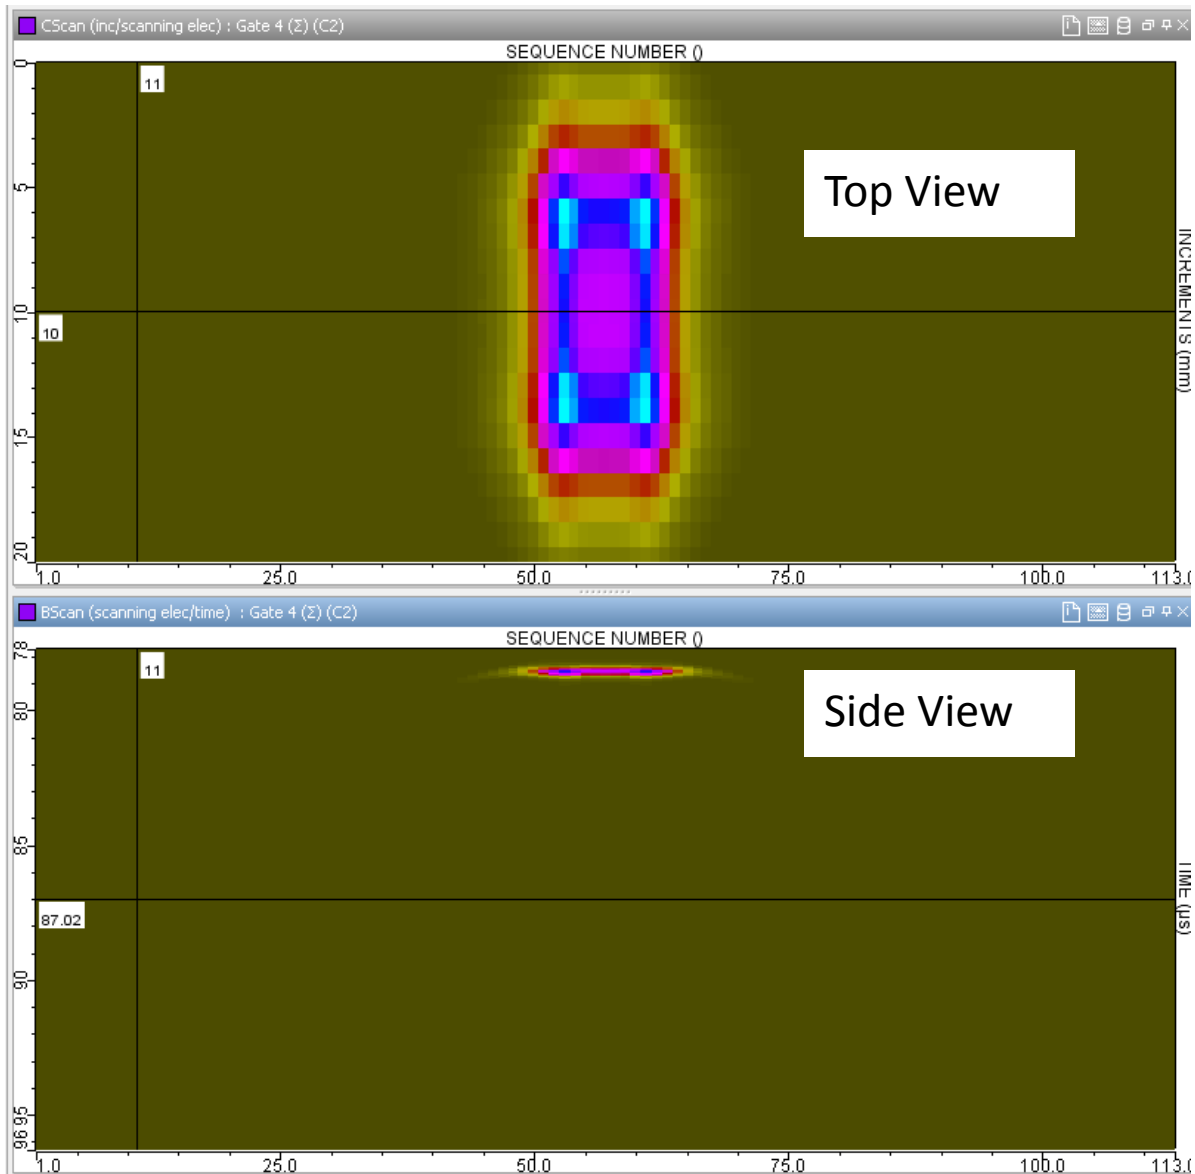 CScan (inc/scanning elec) : Gate 4 (Σ) (C2)
SEQUENCE NUMBER ()
0
11
Top View
5
INCREMENTS (mm)
10
10
15
20
1.0 25.0 50.0 75.0 100.0 113.0
BScan (scanning elec/time) : Gate 4 (Σ) (C2)
SEQUENCE NUMBER ()
78
11
Side View
80
85
TIME (µs)
87.02
90
95
96
1.0 25.0 50.0 75.0 100.0 113.0